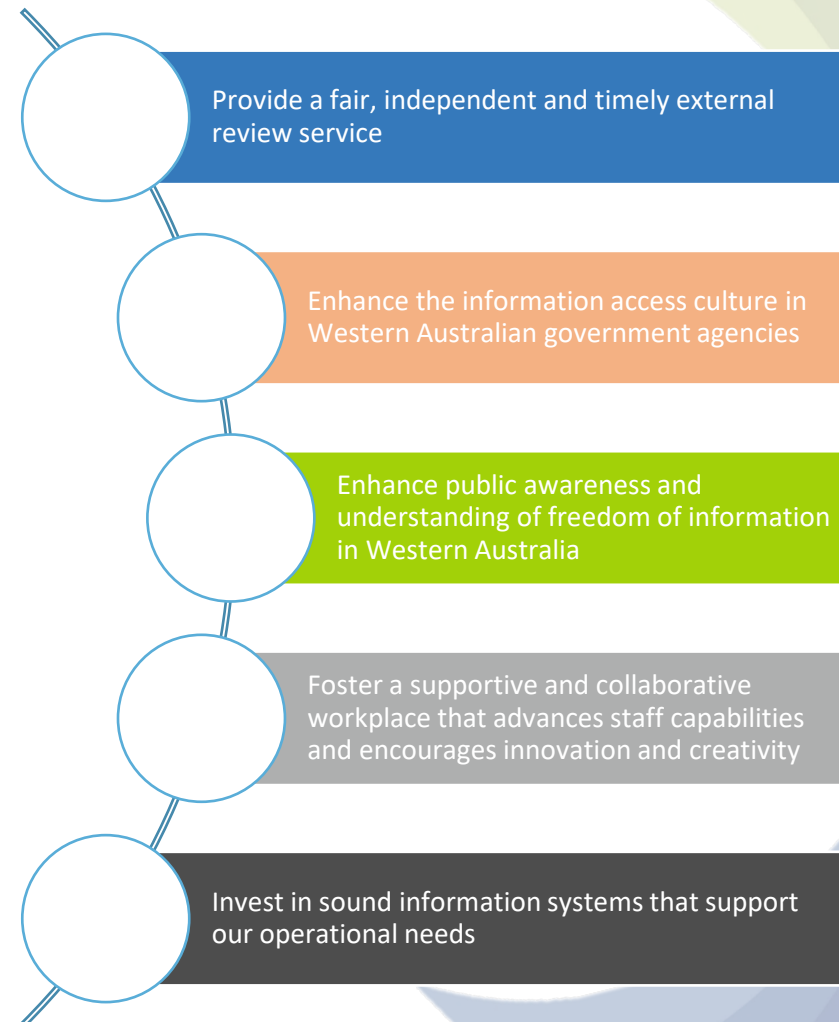 Provide a fair, independent and timely external
review service
Enhance the information access culture in
Western Australian government agencies
Enhance public awareness and
understanding of freedom of information
in Western Australia
Foster a supportive and collaborative
workplace that advances staff capabilities
and encourages innovation and creativity
Invest in sound information systems that support
our operational needs